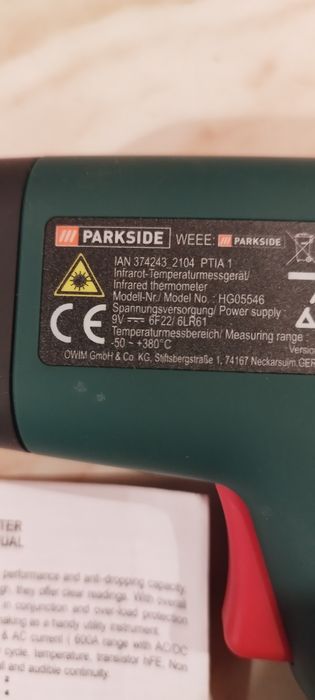 /// PARKSIDE WEEE: /// PARKSIDE
IAN 374243_2104 PTIA 1
Infrarot-Temperaturmessgerät/
Infrared thermometer
Modell-Nr./ Model No.: HG05546
Spannungsversorgung/ Power supply :
9V 6F22/ 6LR61
Temperaturmessbereich/ Measuring range :
-50 ~ +380°C
Version
OWIM GmbH & Co. KG, Stiftsbergstraße 1, 74167 Neckarsulm, GER
CE
TER
UAL
performance and anti-dropping capacity.
gh, they offer clear readings. With overall
in conjunction and over-load protection
making as a handy utility instrument.
& AC current ( 600A range with AC/DC
cycle, temperature, transistor hFE, Non
and audible continuity.